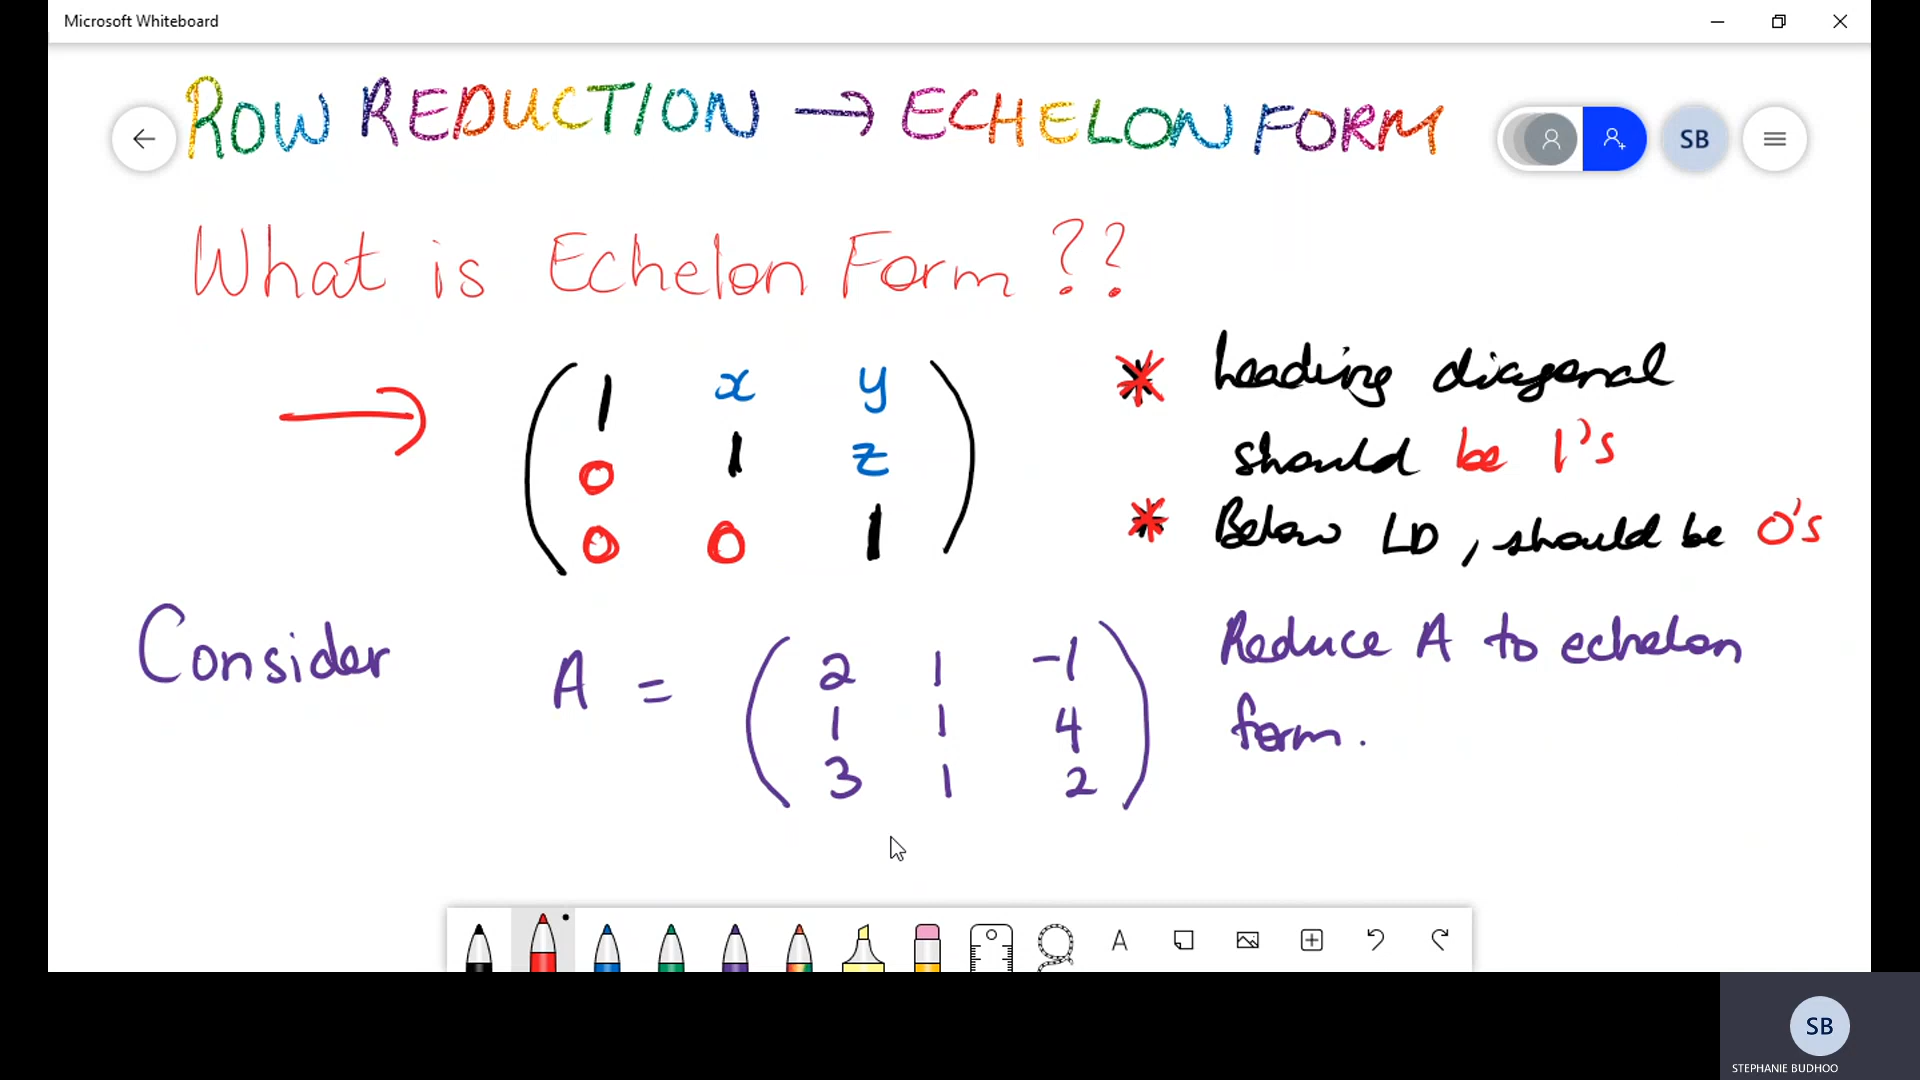 Microsoft Whiteboard
ROW REDUCTION → ECHELON FORM
SB
What is Echelon Form ??
→ ( 1 x y )
0 1 z
0 0 1
* Leading diagonal
should be 1's
* Below LD, should be 0's
Consider A = ( 2 1 -1 )
1 1 4
3 1 2
Reduce A to echelon
form.
A
SB
STEPHANIE BUDHOO